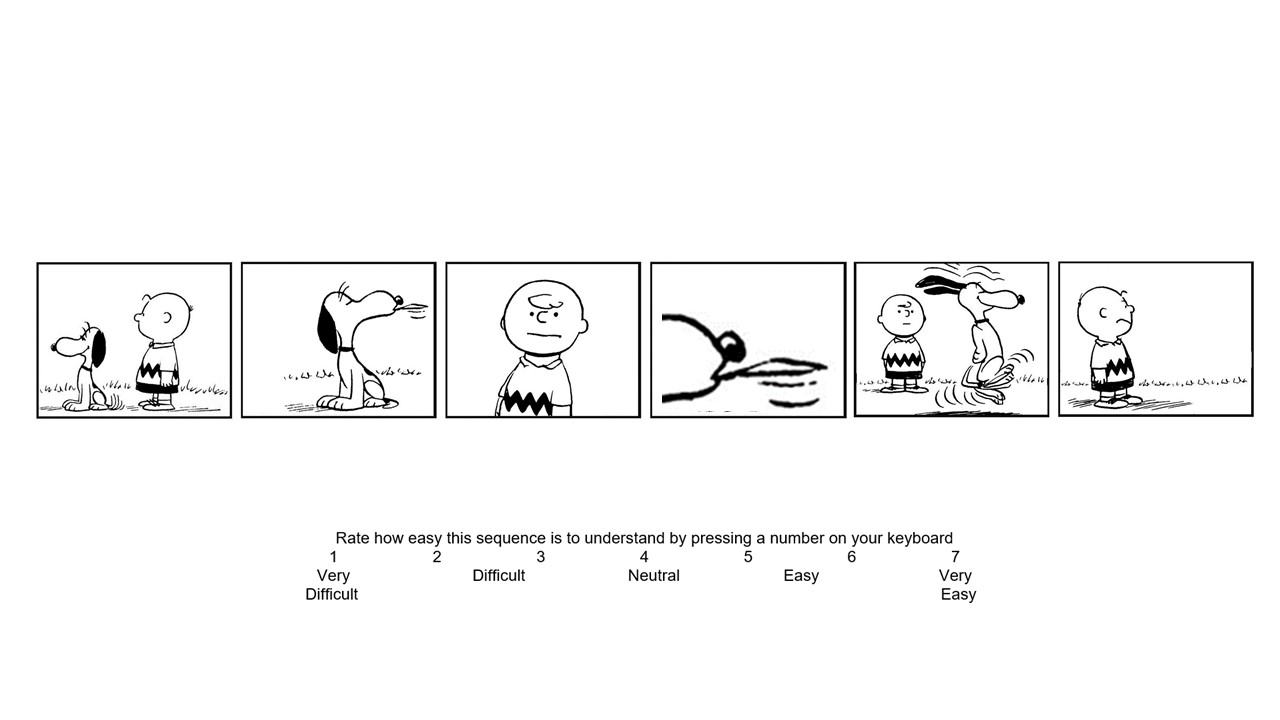 Rate how easy this sequence is to understand by pressing a number on your keyboard
1 2 3 4 5 6 7
Very Difficult Neutral Easy Very
Difficult Easy